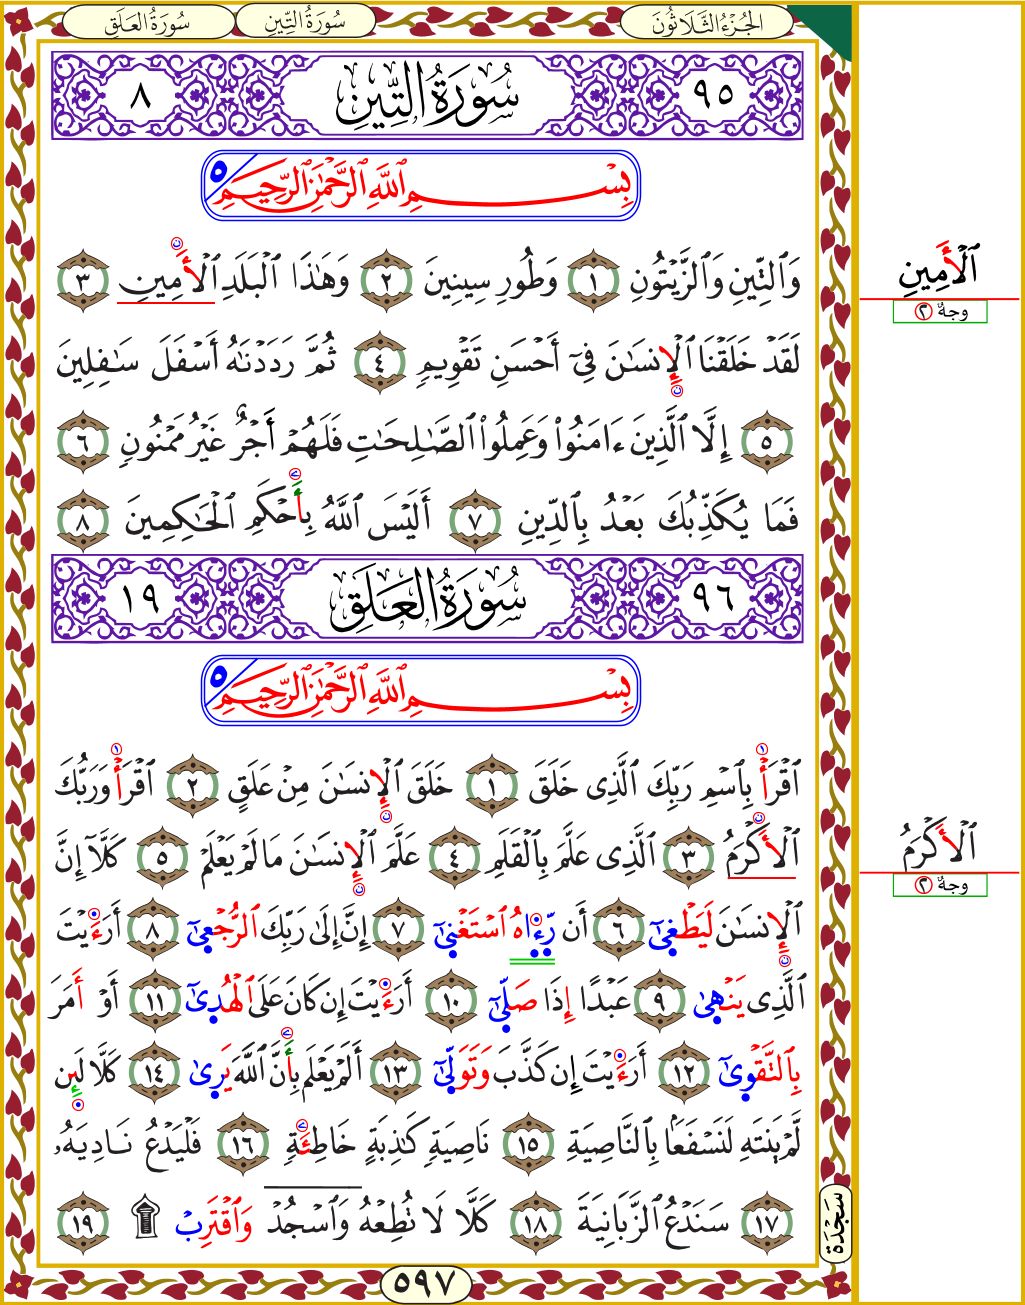 الجُزْءُ الثَّلَاثُونَ
سُورَةُ التِّينِ
سُورَةُ العَلَقِ
٩٥ سُورَةُ التِّينِ ٨
بِسْمِ ٱللَّهِ ٱلرَّحْمَٰنِ ٱلرَّحِيمِ ٥
وَٱلتِّينِ وَٱلزَّيْتُونِ ١ وَطُورِ سِينِينَ ٢ وَهَٰذَا ٱلْبَلَدِ ٱلْأَمِينِ ٣
لَقَدْ خَلَقْنَا ٱلْإِنسَٰنَ فِىٓ أَحْسَنِ تَقْوِيمٍ ٤ ثُمَّ رَدَدْنَٰهُ أَسْفَلَ سَٰفِلِينَ
٥ إِلَّا ٱلَّذِينَ ءَامَنُوا۟ وَعَمِلُوا۟ ٱلصَّٰلِحَٰتِ فَلَهُمْ أَجْرٌ غَيْرُ مَمْنُونٍ ٦
فَمَا يُكَذِّبُكَ بَعْدُ بِٱلدِّينِ ٧ أَلَيْسَ ٱللَّهُ بِأَحْكَمِ ٱلْحَٰكِمِينَ ٨
٩٦ سُورَةُ العَلَقِ ١٩
بِسْمِ ٱللَّهِ ٱلرَّحْمَٰنِ ٱلرَّحِيمِ ٥
ٱقْرَأْ بِٱسْمِ رَبِّكَ ٱلَّذِى خَلَقَ ١ خَلَقَ ٱلْإِنسَٰنَ مِنْ عَلَقٍ ٢ ٱقْرَأْ وَرَبُّكَ
ٱلْأَكْرَمُ ٣ ٱلَّذِى عَلَّمَ بِٱلْقَلَمِ ٤ عَلَّمَ ٱلْإِنسَٰنَ مَا لَمْ يَعْلَمْ ٥ كَلَّآ إِنَّ
ٱلْإِنسَٰنَ لَيَطْغَىٰٓ ٦ أَن رَّءَاهُ ٱسْتَغْنَىٰٓ ٧ إِنَّ إِلَىٰ رَبِّكَ ٱلرُّجْعَىٰٓ ٨ أَرَءَيْتَ
ٱلَّذِى يَنْهَىٰ ٩ عَبْدًا إِذَا صَلَّىٰٓ ١٠ أَرَءَيْتَ إِن كَانَ عَلَى ٱلْهُدَىٰٓ ١١ أَوْ أَمَرَ
بِٱلتَّقْوَىٰٓ ١٢ أَرَءَيْتَ إِن كَذَّبَ وَتَوَلَّىٰٓ ١٣ أَلَمْ يَعْلَم بِأَنَّ ٱللَّهَ يَرَىٰ ١٤ كَلَّا لَئِن
لَّمْ يَنتَهِ لَنَسْفَعًۢا بِٱلنَّاصِيَةِ ١٥ نَاصِيَةٍ كَٰذِبَةٍ خَاطِئَةٍ ١٦ فَلْيَدْعُ نَادِيَهُۥ
١٧ سَنَدْعُ ٱلزَّبَانِيَةَ ١٨ كَلَّا لَا تُطِعْهُ وَٱسْجُدْ وَٱقْتَرِب ۩ ١٩
ٱلْأَمِينِ
وجهٌ ٢
ٱلْأَكْرَمُ
وجهٌ ٢
سَجْدَة
٥٩٧